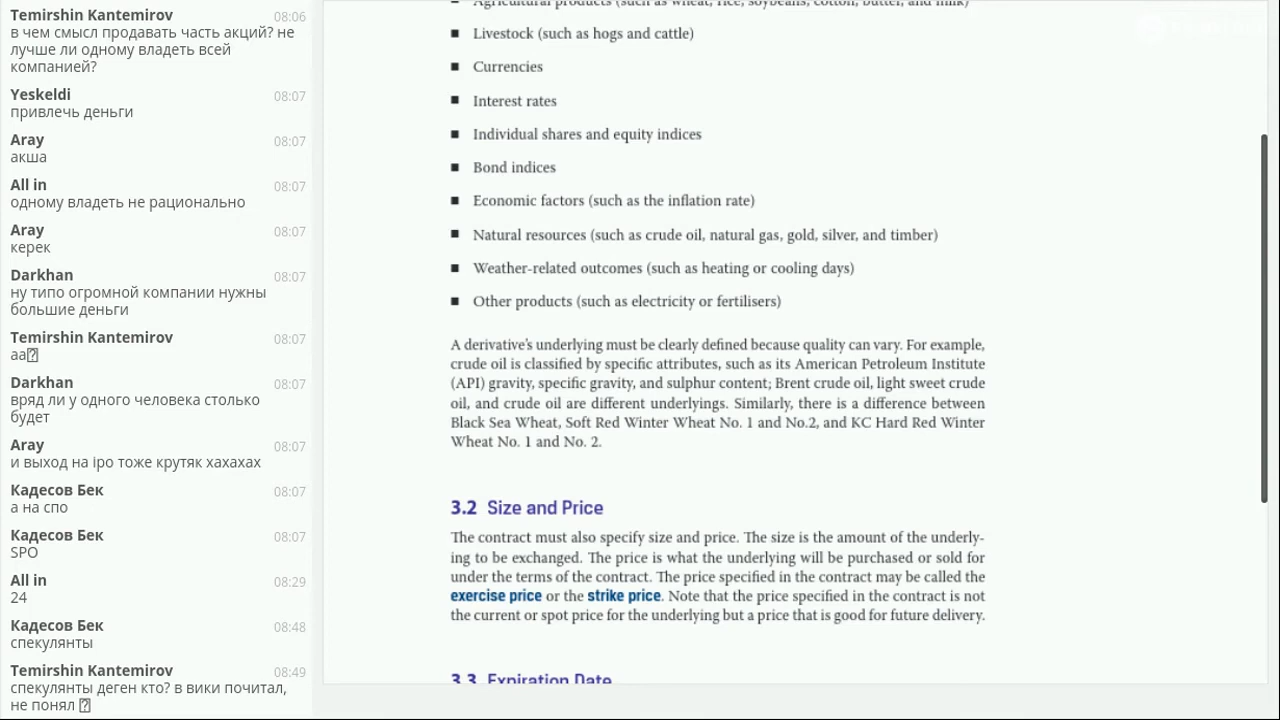 Temirshin Kantemirov 08:06
в чем смысл продавать часть акций? не
лучше ли одному владеть всей
компанией?
Yeskeldi 08:07
привлечь деньги
Aray 08:07
акша
All in 08:07
одному владеть не рационально
Aray 08:07
керек
Darkhan 08:07
ну типо огромной компании нужны
большие деньги
Temirshin Kantemirov 08:07
аа
Darkhan 08:07
вряд ли у одного человека столько
будет
Aray 08:07
и выход на ipo тоже крутяк хахахах
Кадесов Бек 08:07
а на спо
Кадесов Бек 08:07
SPO
All in 08:29
24
Кадесов Бек 08:48
спекулянты
Temirshin Kantemirov 08:49
спекулянты деген кто? в вики почитал,
не понял
Agricultural products (such as wheat, rice, soybeans, cotton, butter, and milk)
■ Livestock (such as hogs and cattle)
■ Currencies
■ Interest rates
■ Individual shares and equity indices
■ Bond indices
■ Economic factors (such as the inflation rate)
■ Natural resources (such as crude oil, natural gas, gold, silver, and timber)
■ Weather-related outcomes (such as heating or cooling days)
■ Other products (such as electricity or fertilisers)
A derivative's underlying must be clearly defined because quality can vary. For example,
crude oil is classified by specific attributes, such as its American Petroleum Institute
(API) gravity, specific gravity, and sulphur content; Brent crude oil, light sweet crude
oil, and crude oil are different underlyings. Similarly, there is a difference between
Black Sea Wheat, Soft Red Winter Wheat No. 1 and No.2, and KC Hard Red Winter
Wheat No. 1 and No. 2.
3.2 Size and Price
The contract must also specify size and price. The size is the amount of the underly-
ing to be exchanged. The price is what the underlying will be purchased or sold for
under the terms of the contract. The price specified in the contract may be called the
exercise price or the strike price. Note that the price specified in the contract is not
the current or spot price for the underlying but a price that is good for future delivery.
3.3 Expiration Date